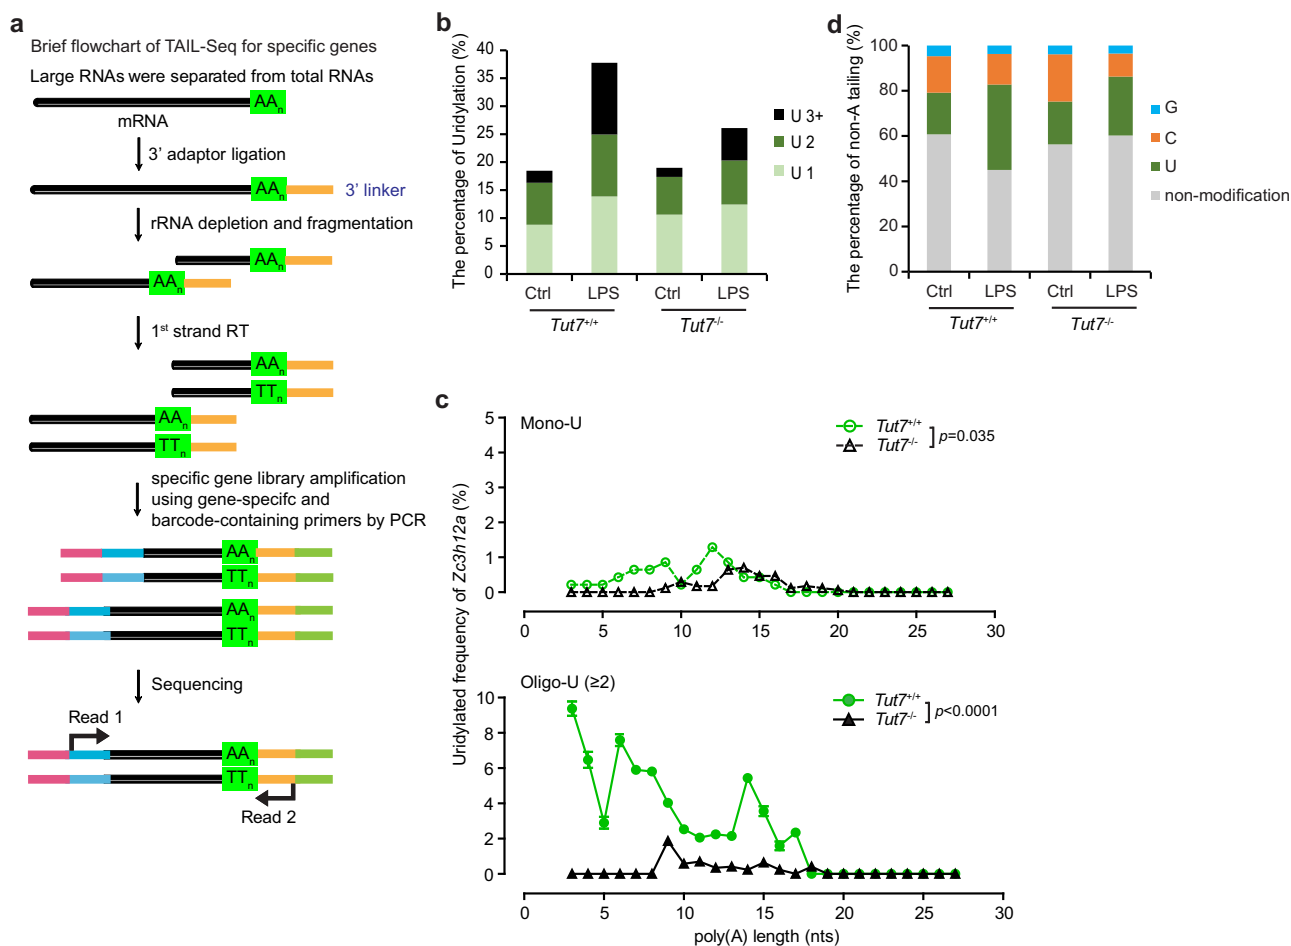 a
Brief flowchart of TAIL-Seq for specific genes
Large RNAs were separated from total RNAs
AAn
mRNA
3’ adaptor ligation
AAn
3’ linker
rRNA depletion and fragmentation
AAn
AAn
1st strand RT
AAn
TTn
AAn
TTn
specific gene library amplification
using gene-specifc and
barcode-containing primers by PCR
AAn
TTn
AAn
TTn
Sequencing
Read 1
AAn
TTn
Read 2
b
The percentage of Uridylation (%)
40
35
30
25
20
15
10
5
0
U 3+
U 2
U 1
Ctrl LPS Ctrl LPS
Tut7+/+ Tut7-/-
d
The percentage of non-A tailing (%)
100
80
60
40
20
0
G
C
U
non-modification
Ctrl LPS Ctrl LPS
Tut7+/+ Tut7-/-
c
Uridylated frequency of Zc3h12a (%)
Mono-U
Tut7+/+
Tut7-/-
p=0.035
5
4
3
2
1
0
0 5 10 15 20 25 30
Oligo-U (≥2)
Tut7+/+
Tut7-/-
p<0.0001
10
8
6
4
2
0
0 5 10 15 20 25 30
poly(A) length (nts)